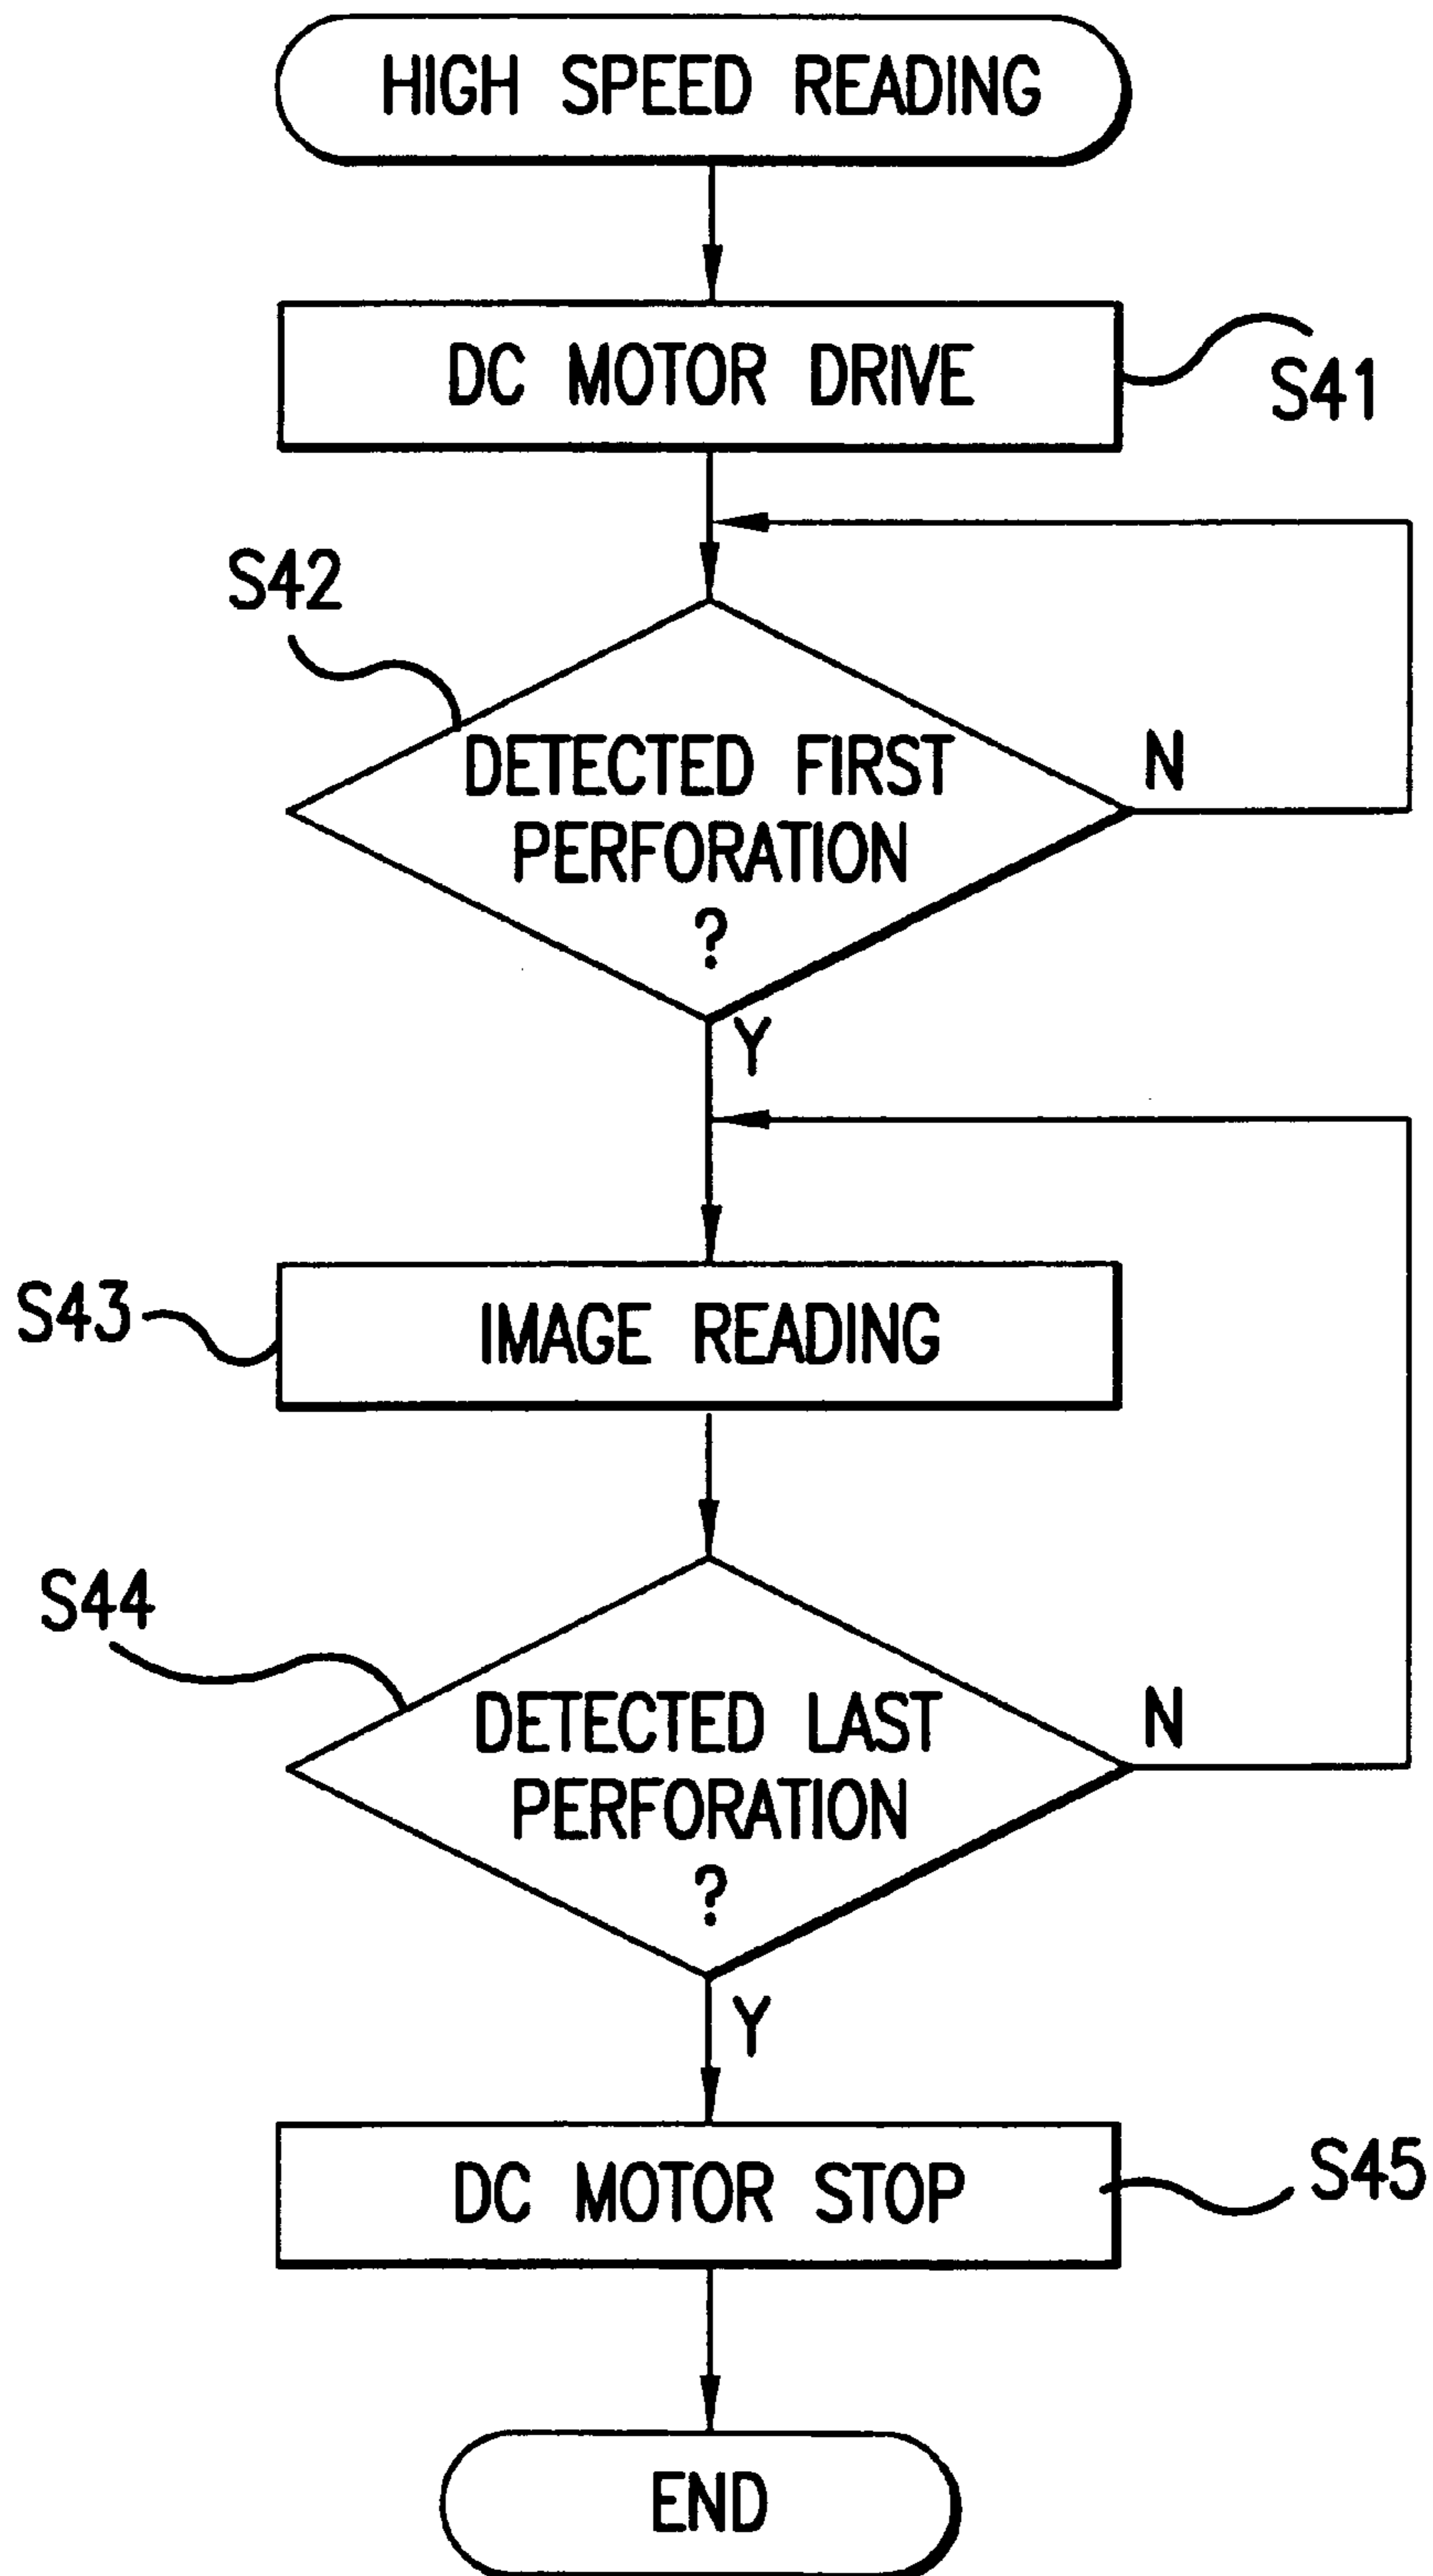 HIGH SPEED READING
DC MOTOR DRIVE
S41
S42
DETECTED FIRST
PERFORATION
?
N
Y
S43
IMAGE READING
S44
DETECTED LAST
PERFORATION
?
N
Y
DC MOTOR STOP
S45
END